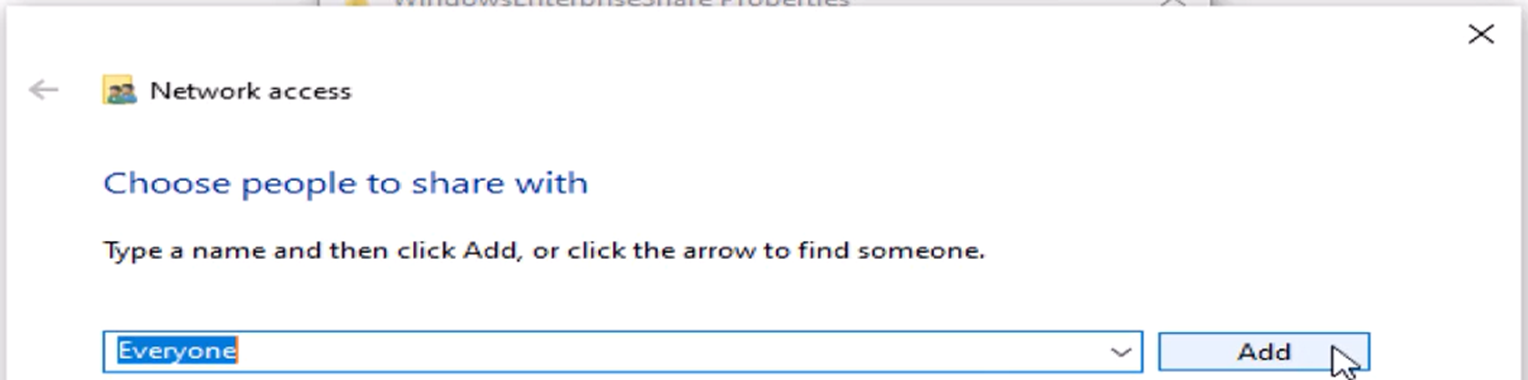 WindowsEnterpriseShare Properties
Network access
Choose people to share with
Type a name and then click Add, or click the arrow to find someone.
Everyone
Add